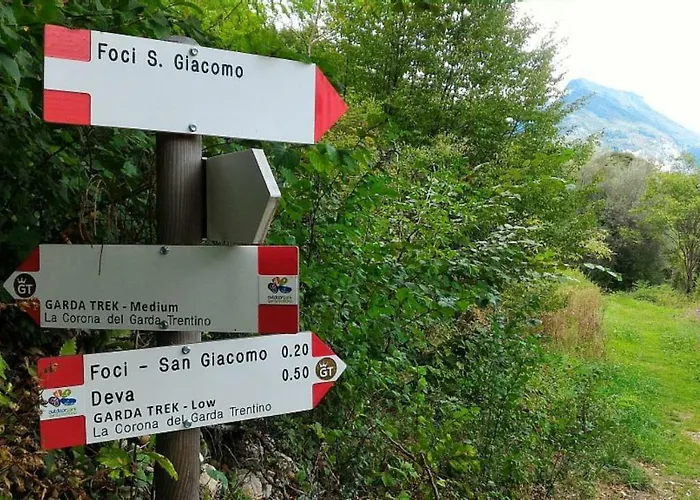 Foci S. Giacomo
GT
GARDA TREK - Medium
La Corona del Garda Trentino
Foci - San Giacomo 0.20
Deva 0.50
GT
GARDA TREK - Low
La Corona del Garda Trentino